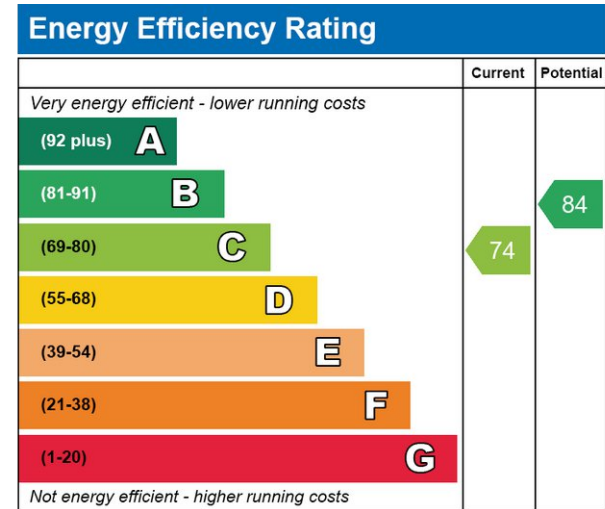 Energy Efficiency Rating
Current Potential
Very energy efficient - lower running costs
(92 plus) A
(81-91) B
84
(69-80) C
74
(55-68) D
(39-54) E
(21-38) F
(1-20) G
Not energy efficient - higher running costs